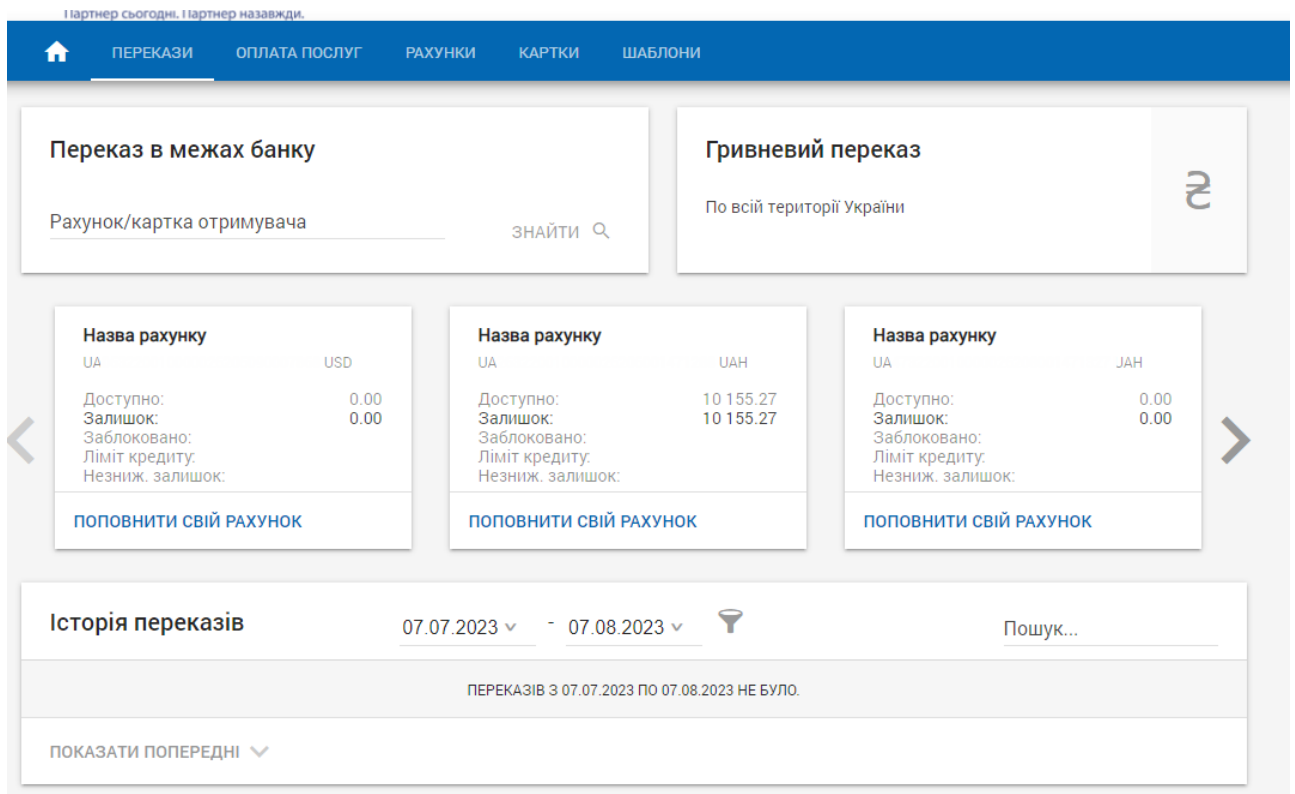 Партнер сьогодні. Партнер назавжди.
ПЕРЕКАЗИ ОПЛАТА ПОСЛУГ РАХУНКИ КАРТКИ ШАБЛОНИ
Переказ в межах банку
Рахунок/картка отримувача
ЗНАЙТИ
Гривневий переказ
По всій території України
₴
Назва рахунку
UA USD
Доступно: 0.00
Залишок: 0.00
Заблоковано:
Ліміт кредиту:
Незниж. залишок:
ПОПОВНИТИ СВІЙ РАХУНОК
Назва рахунку
UA UAH
Доступно: 10 155.27
Залишок: 10 155.27
Заблоковано:
Ліміт кредиту:
Незниж. залишок:
ПОПОВНИТИ СВІЙ РАХУНОК
Назва рахунку
UA JAH
Доступно: 0.00
Залишок: 0.00
Заблоковано:
Ліміт кредиту:
Незниж. залишок:
ПОПОВНИТИ СВІЙ РАХУНОК
Історія переказів 07.07.2023 - 07.08.2023 Пошук...
ПЕРЕКАЗІВ З 07.07.2023 ПО 07.08.2023 НЕ БУЛО.
ПОКАЗАТИ ПОПЕРЕДНІ